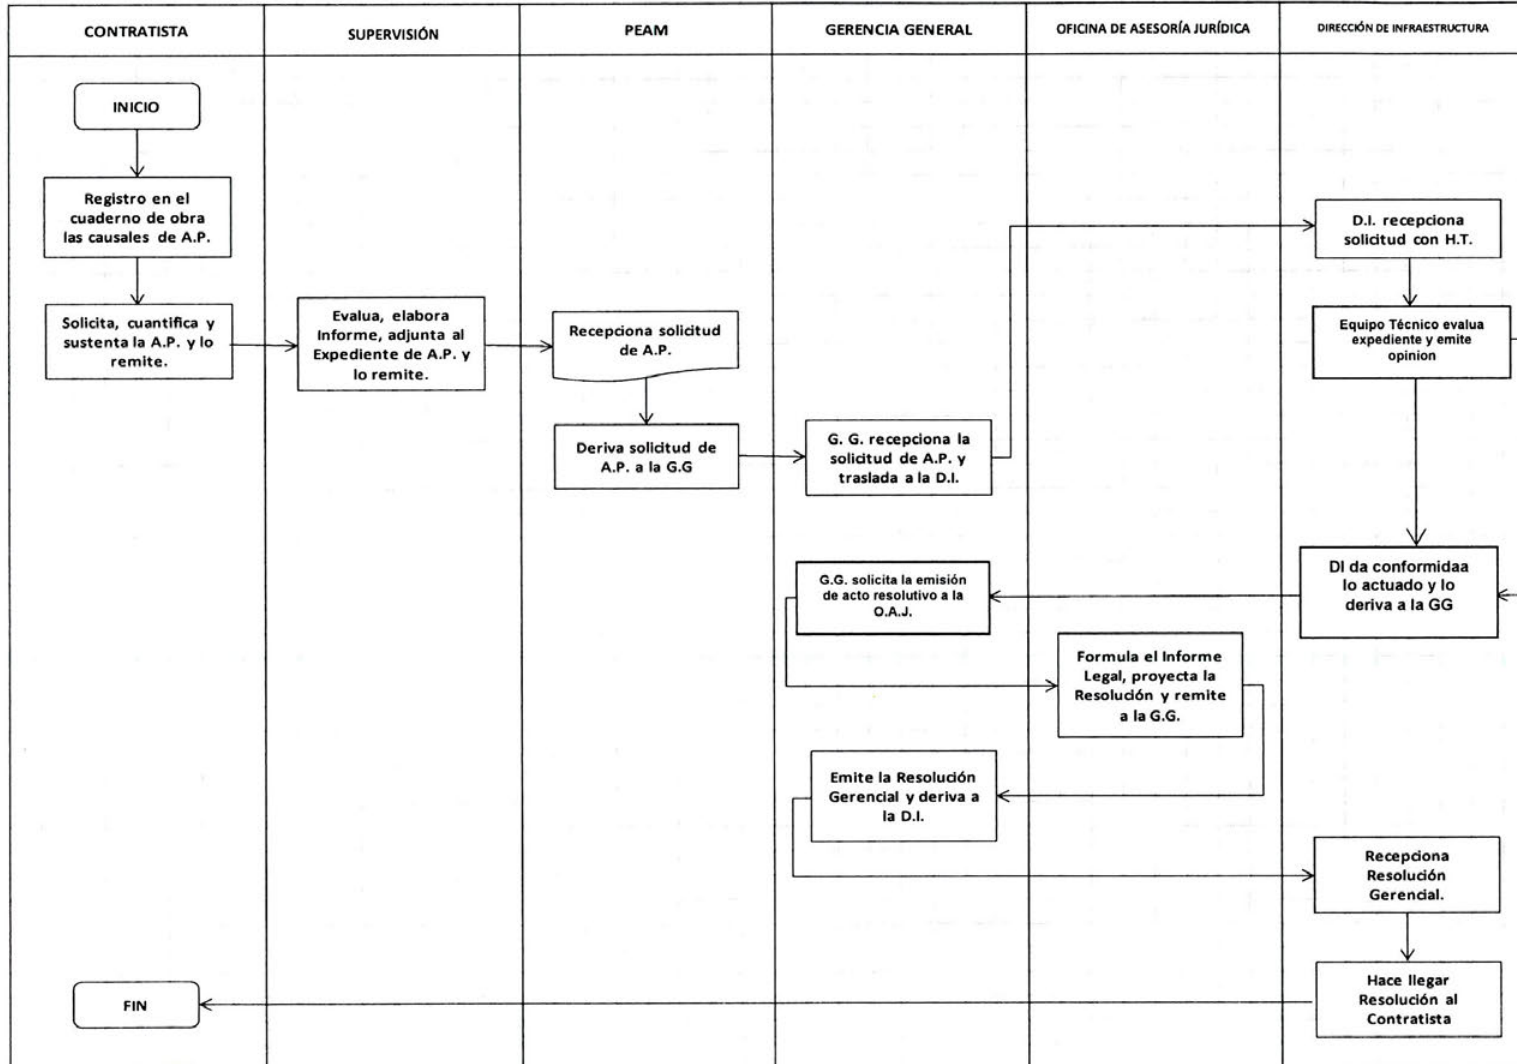 CONTRATISTA
SUPERVISIÓN
PEAM
GERENCIA GENERAL
OFICINA DE ASESORÍA JURÍDICA
DIRECCIÓN DE INFRAESTRUCTURA
INICIO
Registro en el
cuaderno de obra
las causales de A.P.
Solicita, cuantifica y
sustenta la A.P. y lo
remite.
Evalua, elabora
Informe, adjunta al
Expediente de A.P. y
lo remite.
Recepciona solicitud
de A.P.
Deriva solicitud de
A.P. a la G.G
G. G. recepciona la
solicitud de A.P. y
traslada a la D.I.
D.I. recepciona
solicitud con H.T.
Equipo Técnico evalua
expediente y emite
opinion
DI da conformidaa
lo actuado y lo
deriva a la GG
G.G. solicita la emisión
de acto resolutivo a la
O.A.J.
Formula el Informe
Legal, proyecta la
Resolución y remite
a la G.G.
Emite la Resolución
Gerencial y deriva a
la D.I.
Recepciona
Resolución
Gerencial.
Hace llegar
Resolución al
Contratista
FIN